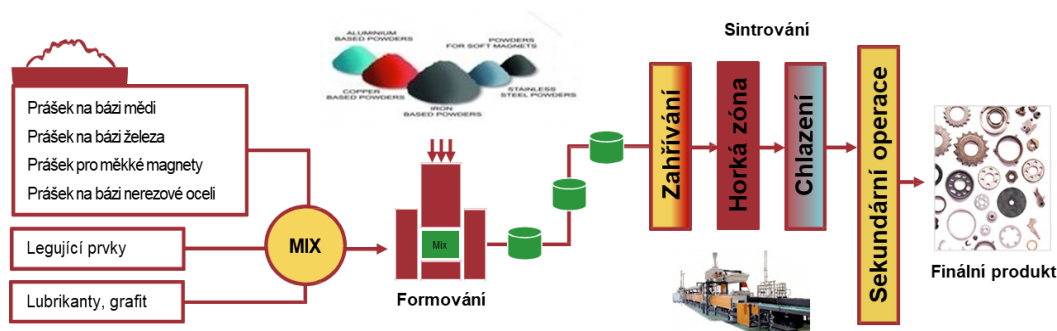 ALUMINIUM
BASED POWDERS
POWDERS
FOR SOFT MAGNETS
COPPER
BASED POWDERS
IRON
BASED POWDERS
STAINLESS
STEEL POWDERS
Prášek na bázi mědi
Prášek na bázi železa
Prášek pro měkké magnety
Prášek na bázi nerezové oceli
Legující prvky
Lubrikanty, grafit
MIX
Mix
Formování
Sintrování
Zahřívání
Horká zóna
Chlazení
Sekundární operace
Finální produkt